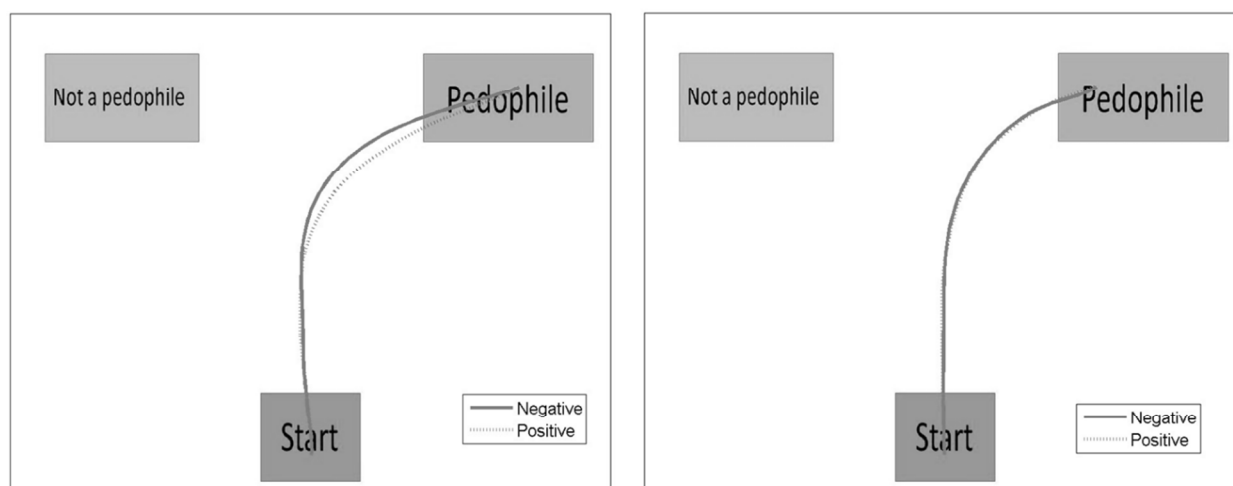 Not a pedophile
Pedophile
Start
Negative
Positive
Not a pedophile
Pedophile
Start
Negative
Positive